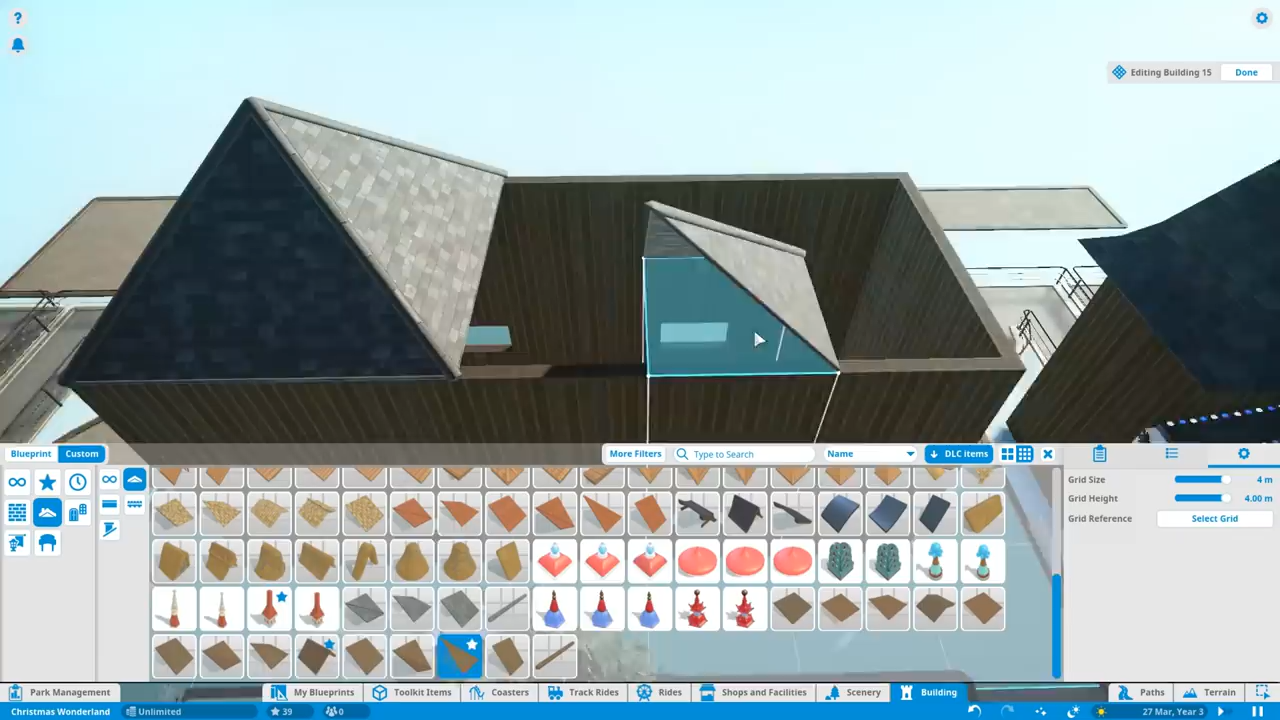 ?
Editing Building 15 Done
Blueprint Custom More Filters Type to Search Name DLC items
Grid Size 4 m
Grid Height 4.00 m
Grid Reference Select Grid
Park Management My Blueprints Toolkit Items Coasters Track Rides Rides Shops and Facilities Scenery Building Paths Terrain
Christmas Wonderland Unlimited 39 0 27 Mar, Year 3